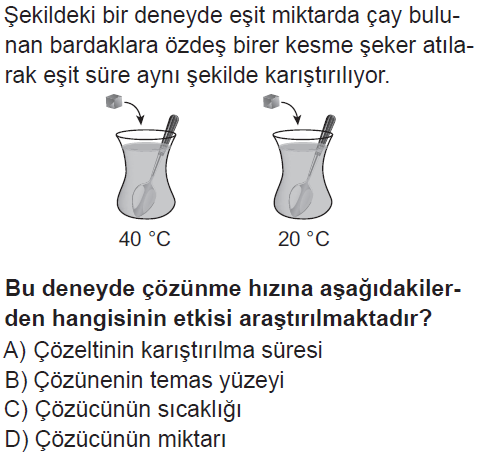 Şekildeki bir deneyde eşit miktarda çay bulu-
nan bardaklara özdeş birer kesme şeker atıla-
rak eşit süre aynı şekilde karıştırılıyor.
40 °C
20 °C
Bu deneyde çözünme hızına aşağıdakiler-
den hangisinin etkisi araştırılmaktadır?
A) Çözeltinin karıştırılma süresi
B) Çözünenin temas yüzeyi
C) Çözücünün sıcaklığı
D) Çözücünün miktarı